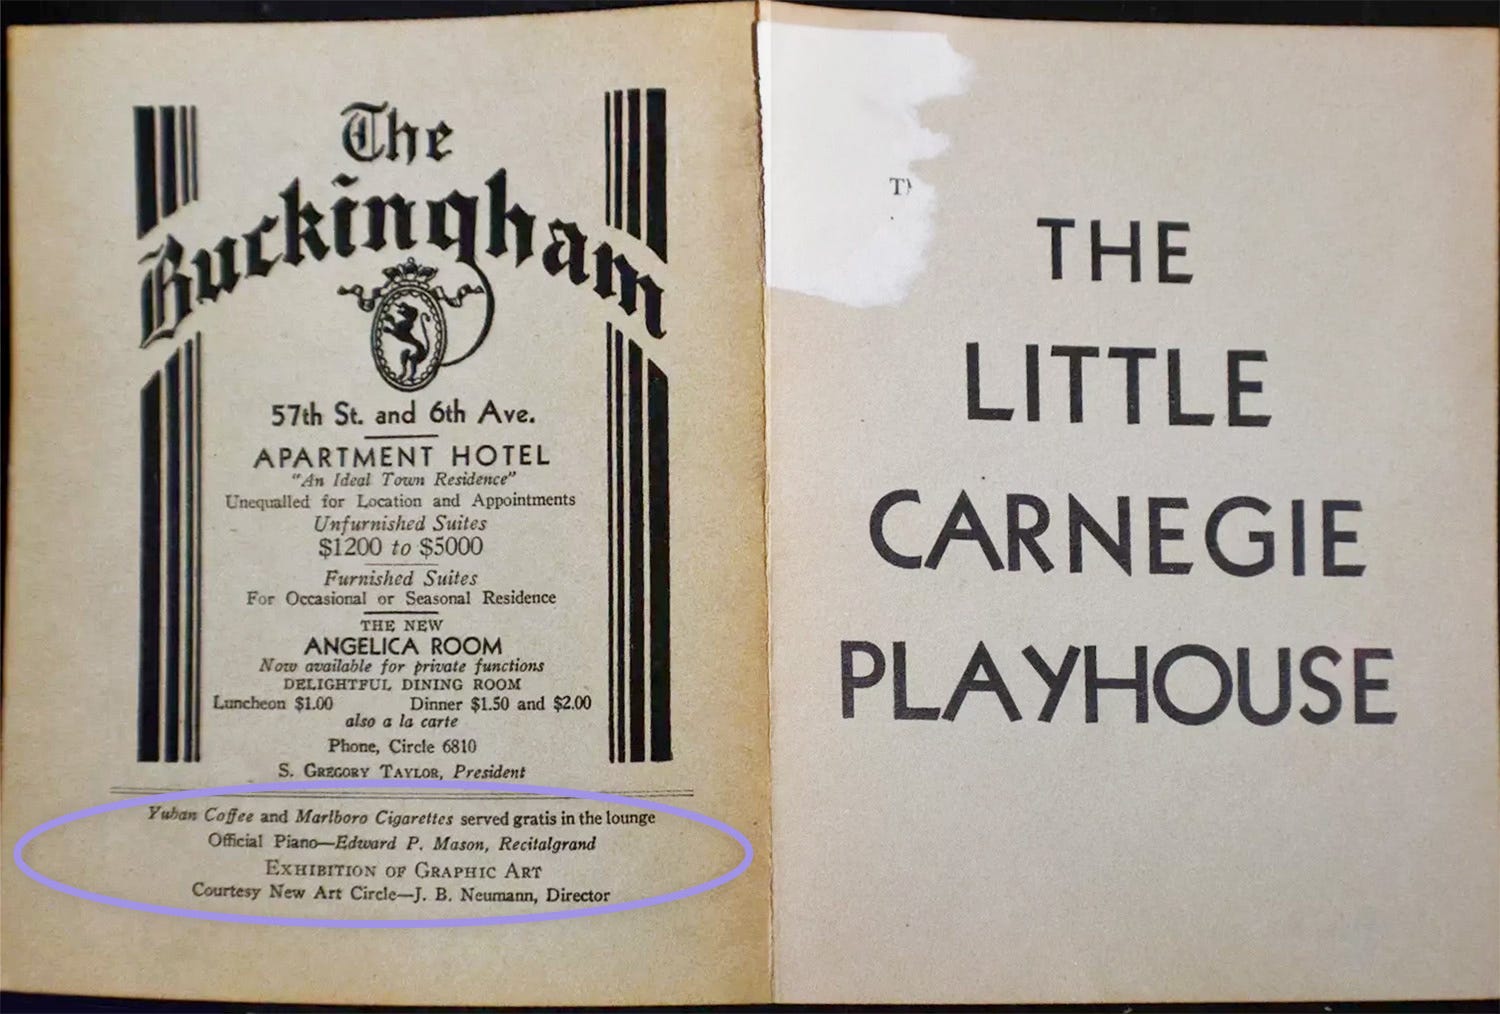 The
Buckingham
57th St. and 6th Ave.
APARTMENT HOTEL
"An Ideal Town Residence"
Unequalled for Location and Appointments
Unfurnished Suites
$1200 to $5000
Furnished Suites
For Occasional or Seasonal Residence
THE NEW
ANGELICA ROOM
Now available for private functions
DELIGHTFUL DINING ROOM
Luncheon $1.00 Dinner $1.50 and $2.00
also a la carte
Phone, Circle 6810
S. GREGORY TAYLOR, President
Yuban Coffee and Marlboro Cigarettes served gratis in the lounge
Official Piano—Edward P. Mason, Recitalgrand
EXHIBITION OF GRAPHIC ART
Courtesy New Art Circle—J. B. Neumann, Director
THE
LITTLE
CARNEGIE
PLAYHOUSE